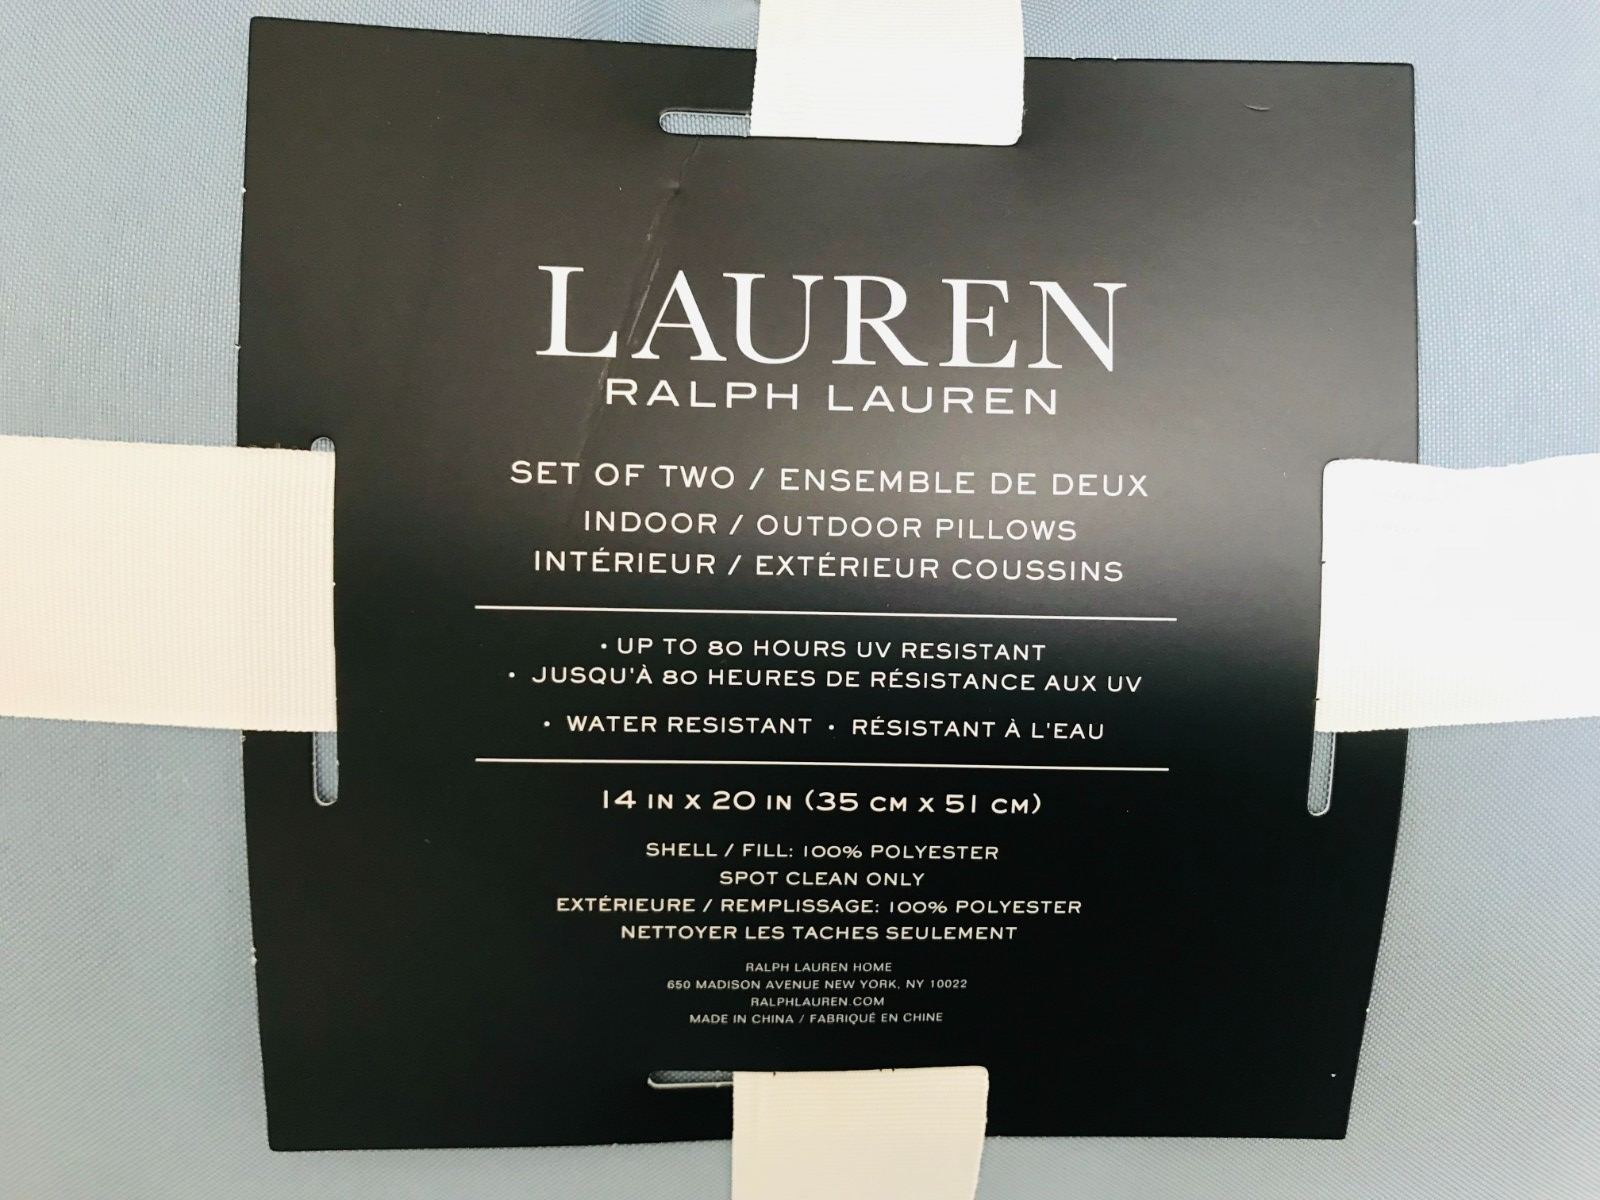 LAUREN
RALPH LAUREN
SET OF TWO / ENSEMBLE DE DEUX
INDOOR / OUTDOOR PILLOWS
INTÉRIEUR / EXTÉRIEUR COUSSINS
• UP TO 80 HOURS UV RESISTANT
• JUSQU'À 80 HEURES DE RÉSISTANCE AUX UV
• WATER RESISTANT • RÉSISTANT À L'EAU
14 IN X 20 IN (35 CM X 51 CM)
SHELL / FILL: 100% POLYESTER
SPOT CLEAN ONLY
EXTÉRIEURE / REMPLISSAGE: 100% POLYESTER
NETTOYER LES TACHES SEULEMENT
RALPH LAUREN HOME
650 MADISON AVENUE NEW YORK, NY 10022
RALPHLAUREN.COM
MADE IN CHINA / FABRIQUÉ EN CHINE